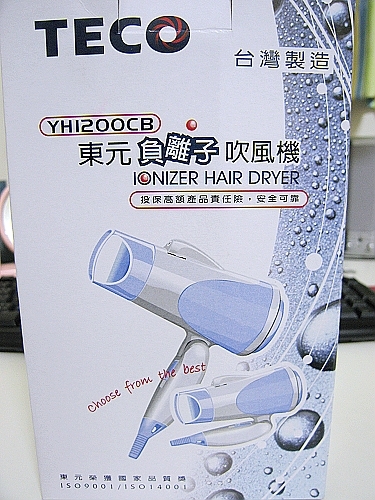 TECO
台灣製造
YH1200CB
東元 負離子 吹風機
IONIZER HAIR DRYER
投保高額產品責任險，安全可靠
choose from the best
東元榮獲國家品質獎
ISO9001/ISO14001